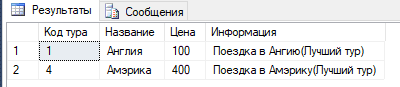 Результаты Сообщения
Код тура Название Цена Информация
1 1 Англия 100 Поездка в Ангию(Лучший тур)
2 4 Амэрика 400 Поездка в Амэрику(Лучший тур)